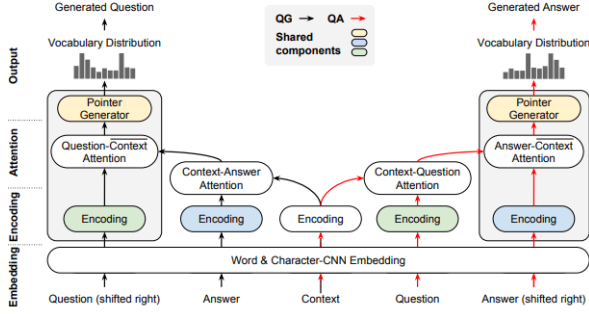 Generated Question
Generated Answer
QG
QA
Shared
components
Vocabulary Distribution
Vocabulary Distribution
Output
Pointer
Generator
Pointer
Generator
Attention
Question-Context
Attention
Answer-Context
Attention
Context-Answer
Attention
Context-Question
Attention
Encoding
Encoding
Encoding
Encoding
Encoding
Encoding
Embedding
Word & Character-CNN Embedding
Question (shifted right)
Answer
Context
Question
Answer (shifted right)